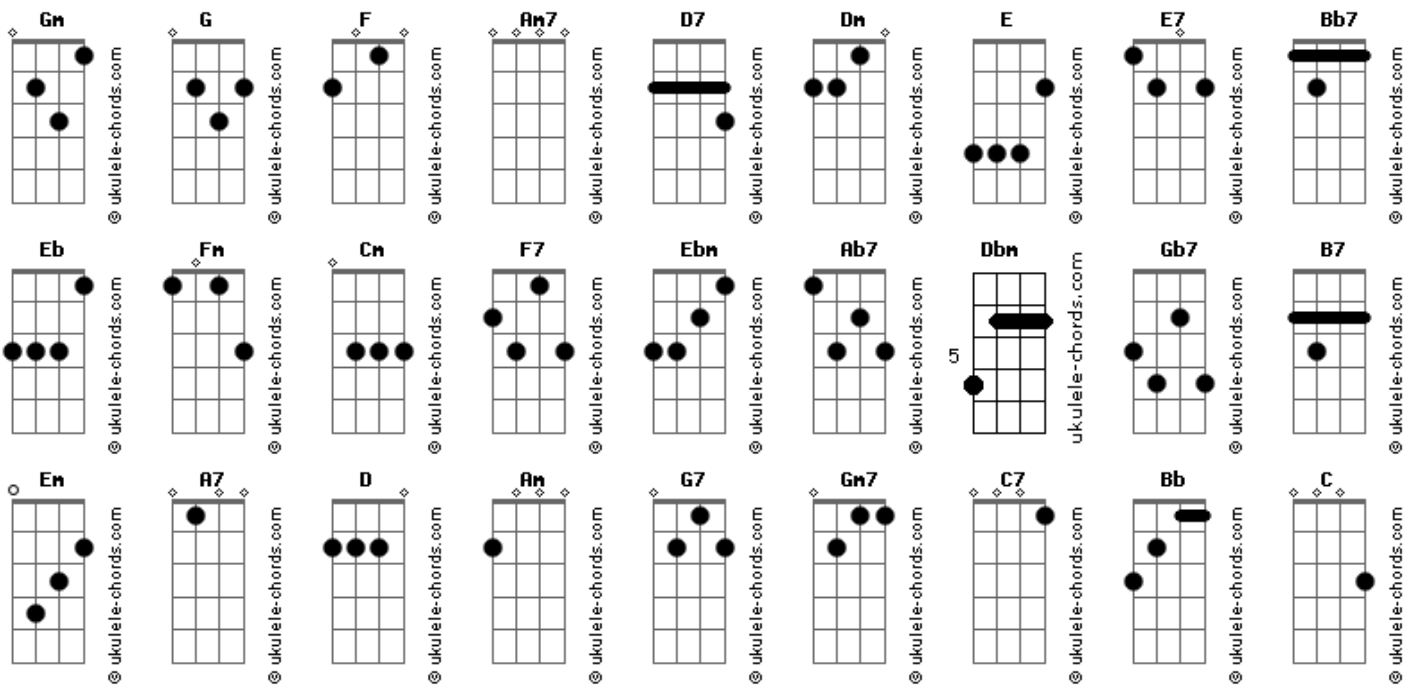 Gm G F Am7 D7 Dm E E7 Bb7
© ukulele-chords.com © ukulele-chords.com © ukulele-chords.com © ukulele-chords.com © ukulele-chords.com © ukulele-chords.com © ukulele-chords.com © ukulele-chords.com © ukulele-chords.com
Eb Fm Cm F7 Ebm Ab7 Dbm Gb7 B7
5
© ukulele-chords.com © ukulele-chords.com © ukulele-chords.com © ukulele-chords.com © ukulele-chords.com © ukulele-chords.com ukulele-chords.com © ukulele-chords.com © ukulele-chords.com
Em A7 D Am G7 Gm7 C7 Bb C
© ukulele-chords.com © ukulele-chords.com © ukulele-chords.com © ukulele-chords.com © ukulele-chords.com © ukulele-chords.com © ukulele-chords.com © ukulele-chords.com © ukulele-chords.com